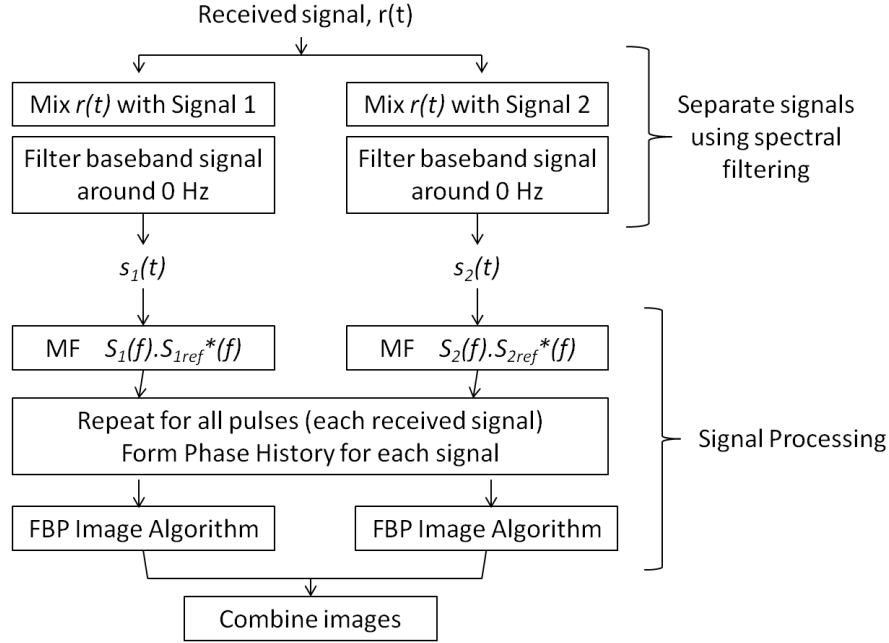 Received signal, r(t)
Mix r(t) with Signal 1
Mix r(t) with Signal 2
Separate signals
using spectral
filtering
Filter baseband signal
around 0 Hz
Filter baseband signal
around 0 Hz
s1(t)
s2(t)
MF S1(f).S1ref*(f)
MF S2(f).S2ref*(f)
Repeat for all pulses (each received signal)
Form Phase History for each signal
Signal Processing
FBP Image Algorithm
FBP Image Algorithm
Combine images